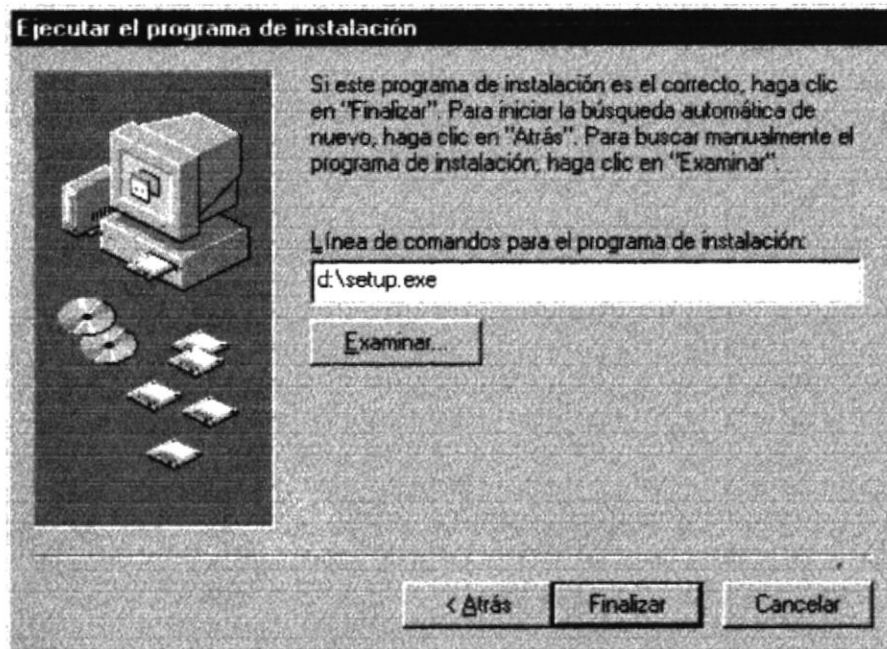 Ejecutar el programa de instalación
Si este programa de instalación es el correcto, haga clic
en "Finalizar". Para iniciar la búsqueda automática de
nuevo, haga clic en "Atrás". Para buscar manualmente el
programa de instalación, haga clic en "Examinar".
Línea de comandos para el programa de instalación:
d:\setup.exe
Examinar...
< Atrás
Finalizar
Cancelar